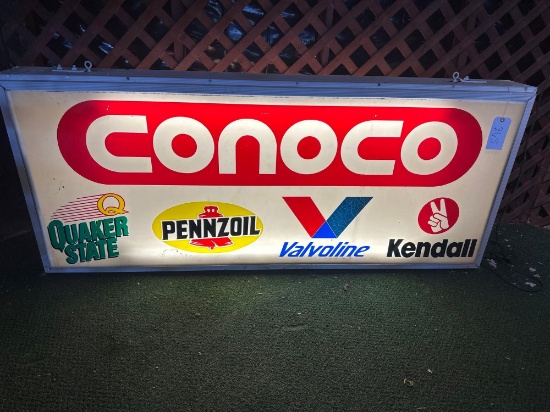 CONOCO
Q
QUAKER
STATE
PENNZOIL
V
Valvoline
Kendall